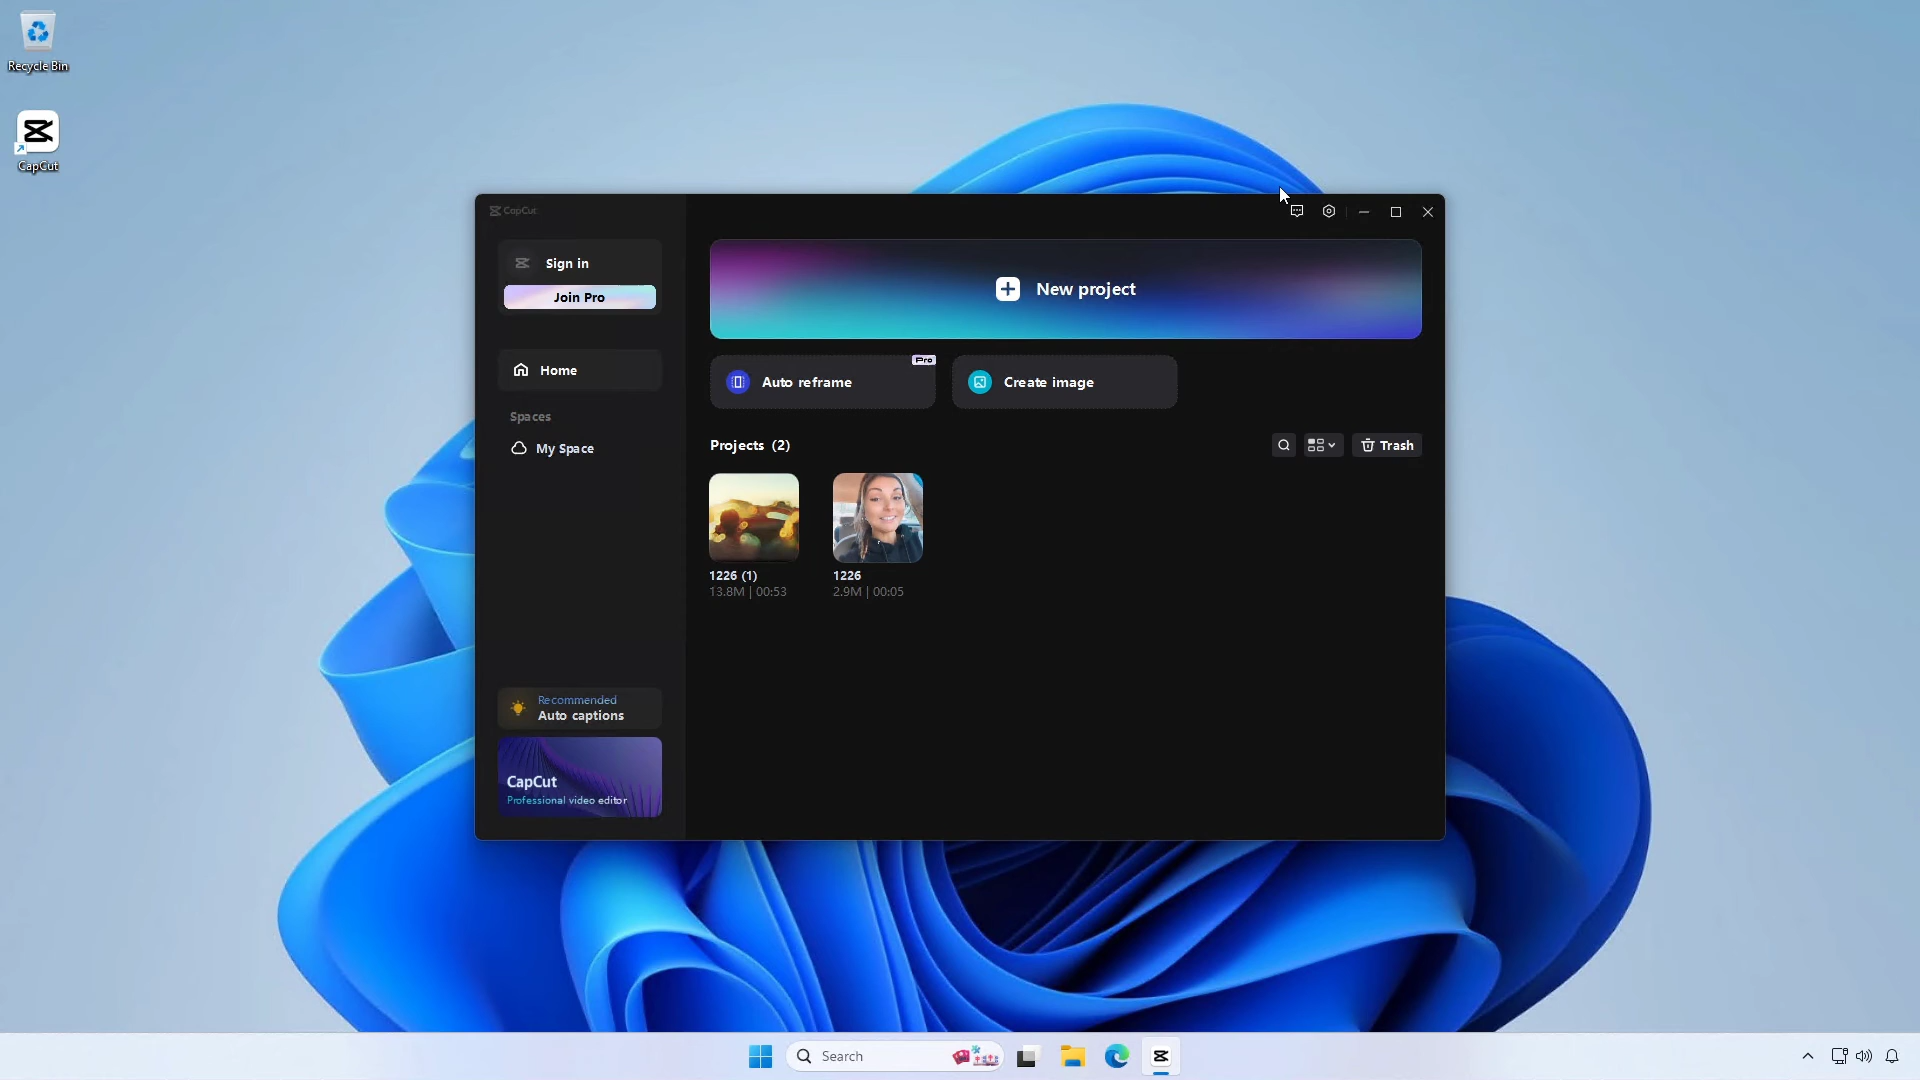 Recycle Bin
CapCut
CapCut
Sign in
Join Pro
Home
Spaces
My Space
Recommended
Auto captions
CapCut
Professional video editor
New project
Auto reframe
Pro
Create image
Projects (2)
Trash
1226 (1)
13.8M | 00:53
1226
2.9M | 00:05
Search